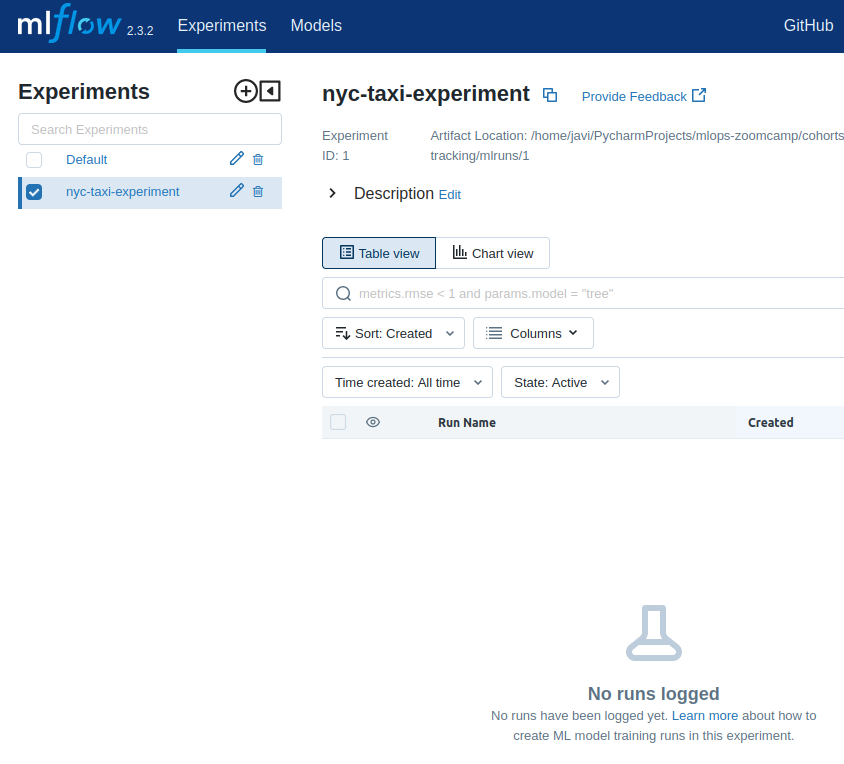 mlflow 2.3.2 Experiments Models GitHub
Experiments
Search Experiments
Default
nyc-taxi-experiment
nyc-taxi-experiment Provide Feedback
Experiment ID: 1
Artifact Location: /home/javi/PycharmProjects/mlops-zoomcamp/cohorts
tracking/mlruns/1
Description Edit
Table view Chart view
metrics.rmse < 1 and params.model = "tree"
Sort: Created Columns
Time created: All time State: Active
Run Name Created
No runs logged
No runs have been logged yet. Learn more about how to
create ML model training runs in this experiment.